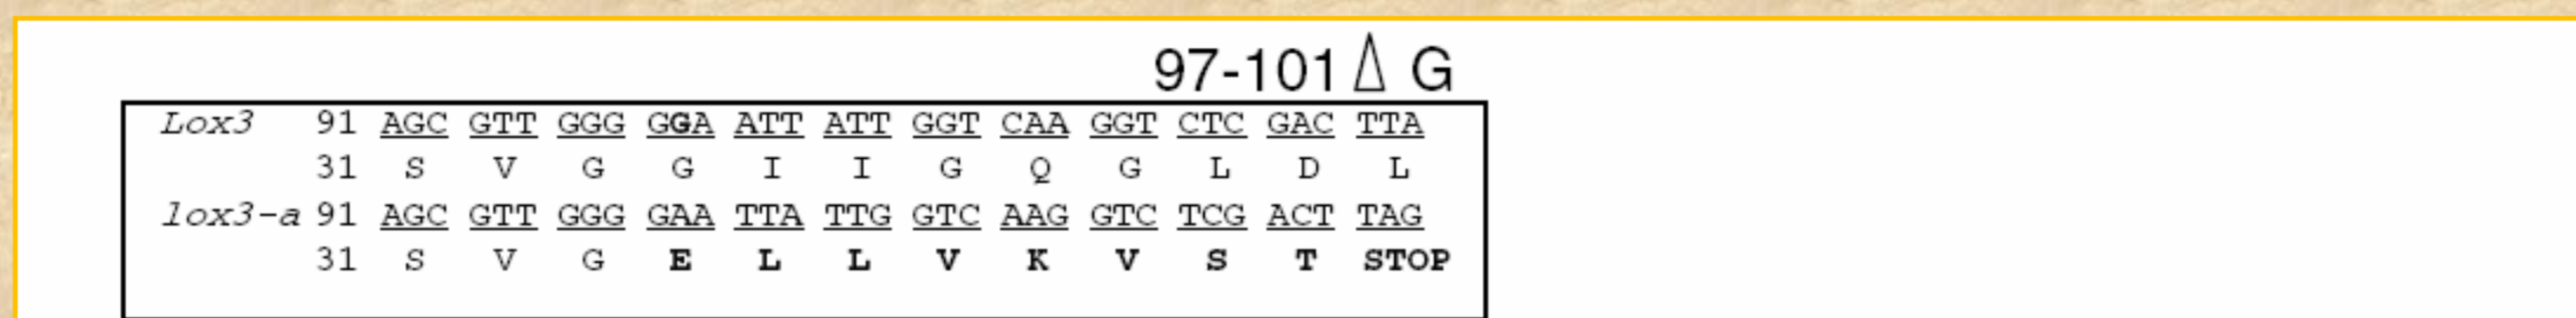 97-101 Δ G
Lox3 91 AGC GTT GGG GGA ATT ATT GGT CAA GGT CTC GAC TTA
31 S V G G I I G Q G L D L
lox3-a 91 AGC GTT GGG GAA TTA TTG GTC AAG GTC TCG ACT TAG
31 S V G E L L V K V S T STOP